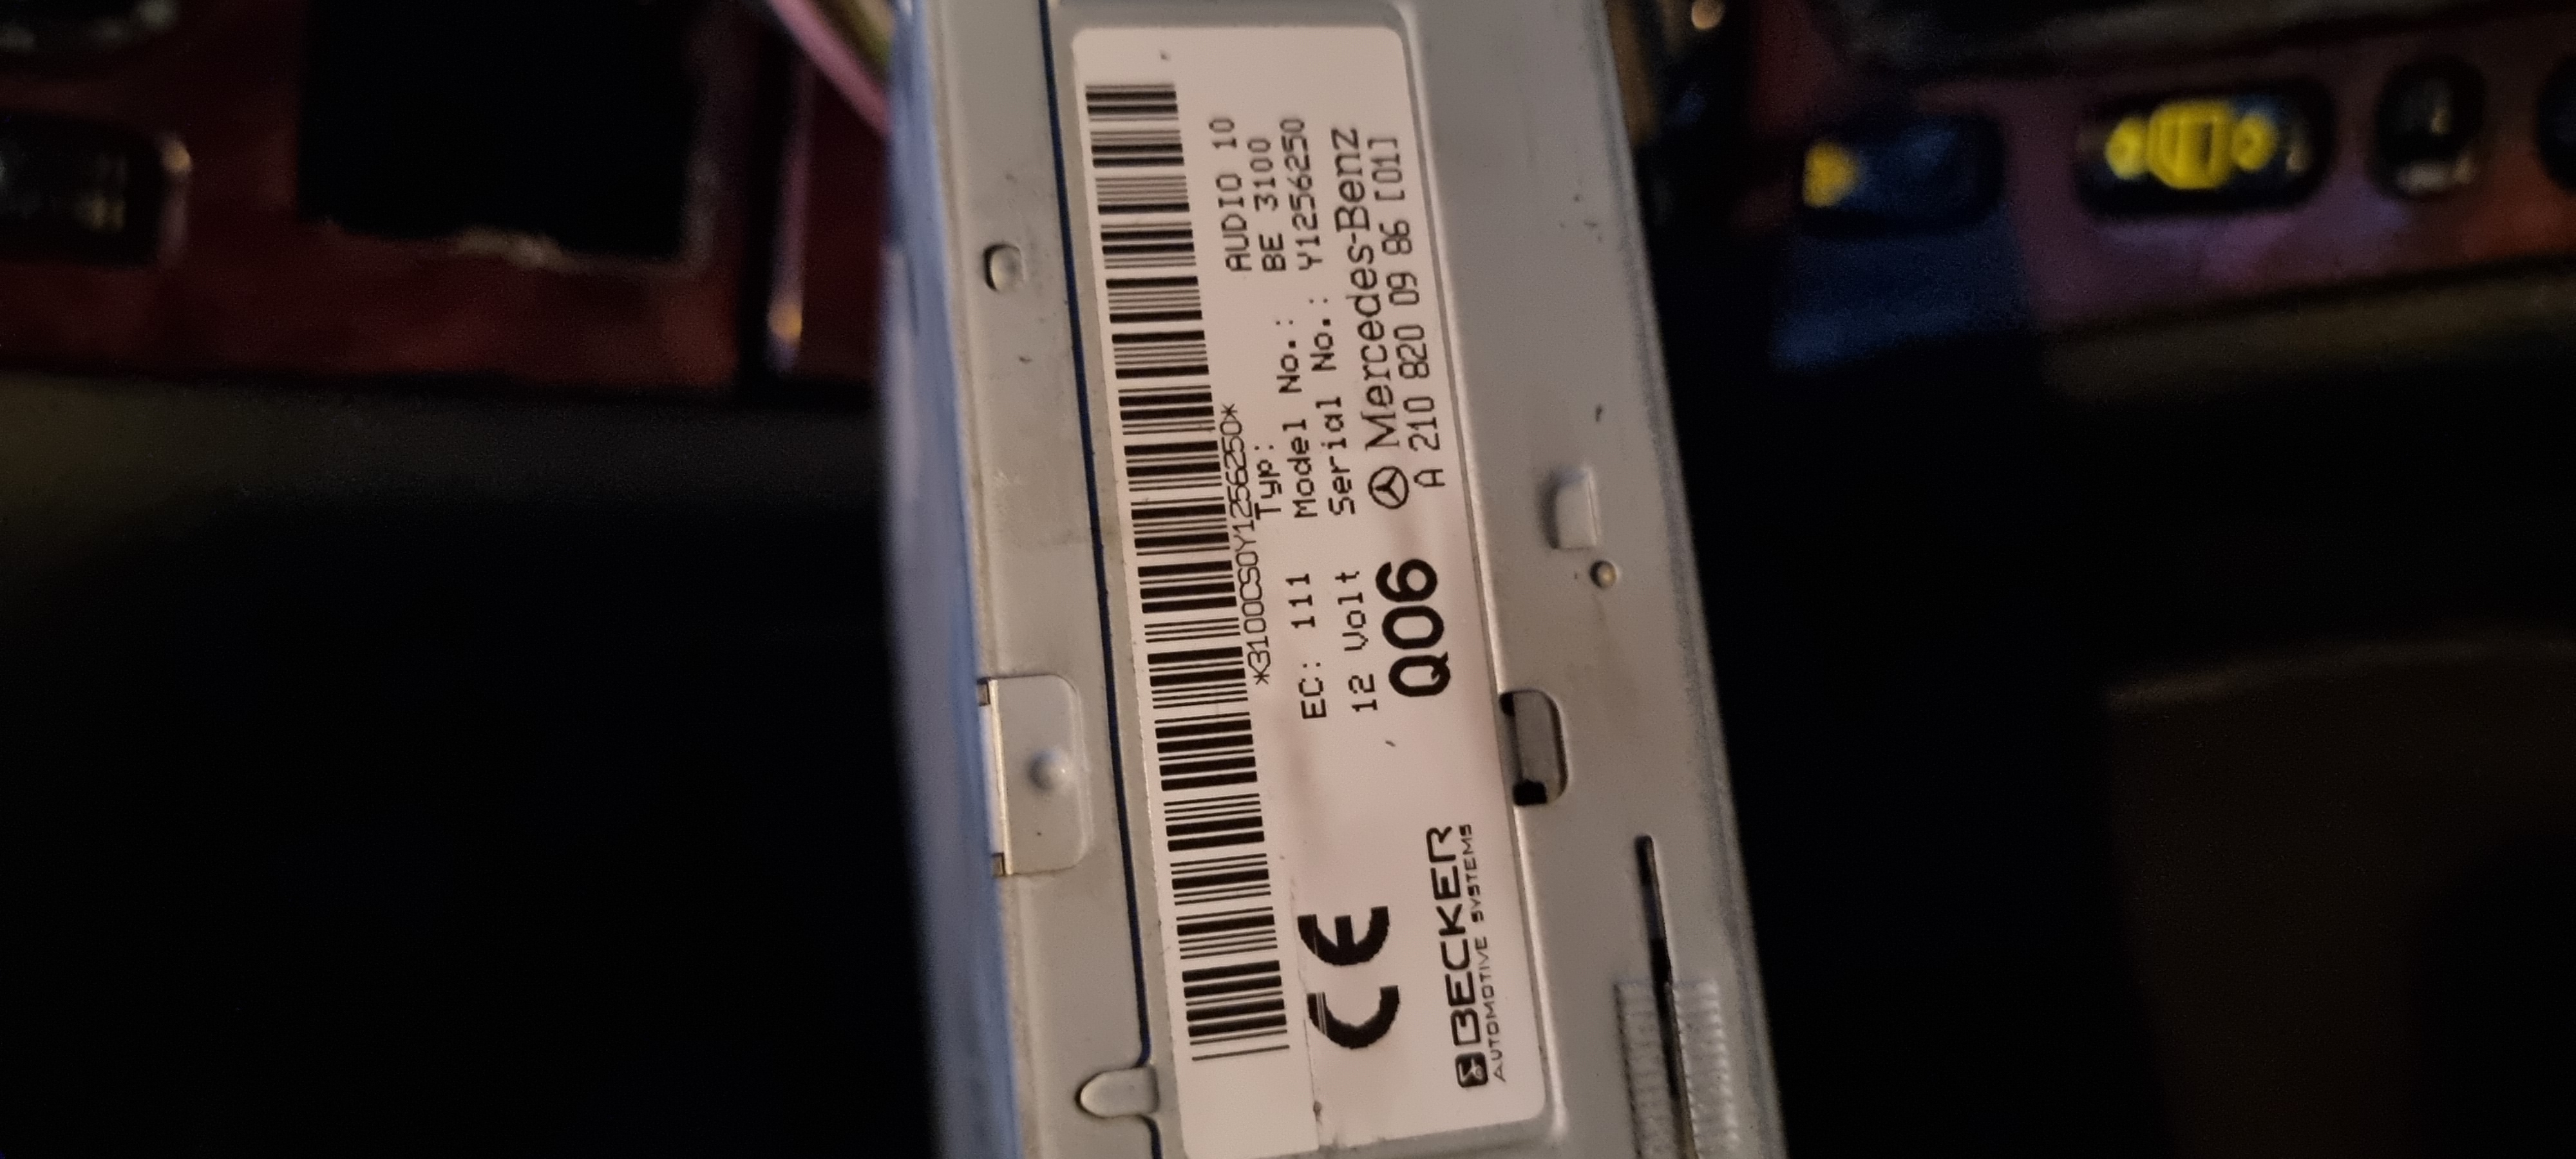 *3100CS0Y1256250*
Typ: AUDIO 10
EC: 111 Model No.: BE 3100
12 Volt Serial No.: Y1256250
Q06 Mercedes-Benz
A 210 820 09 86 [01]
CE
BECKER
AUTOMOTIVE SYSTEMS